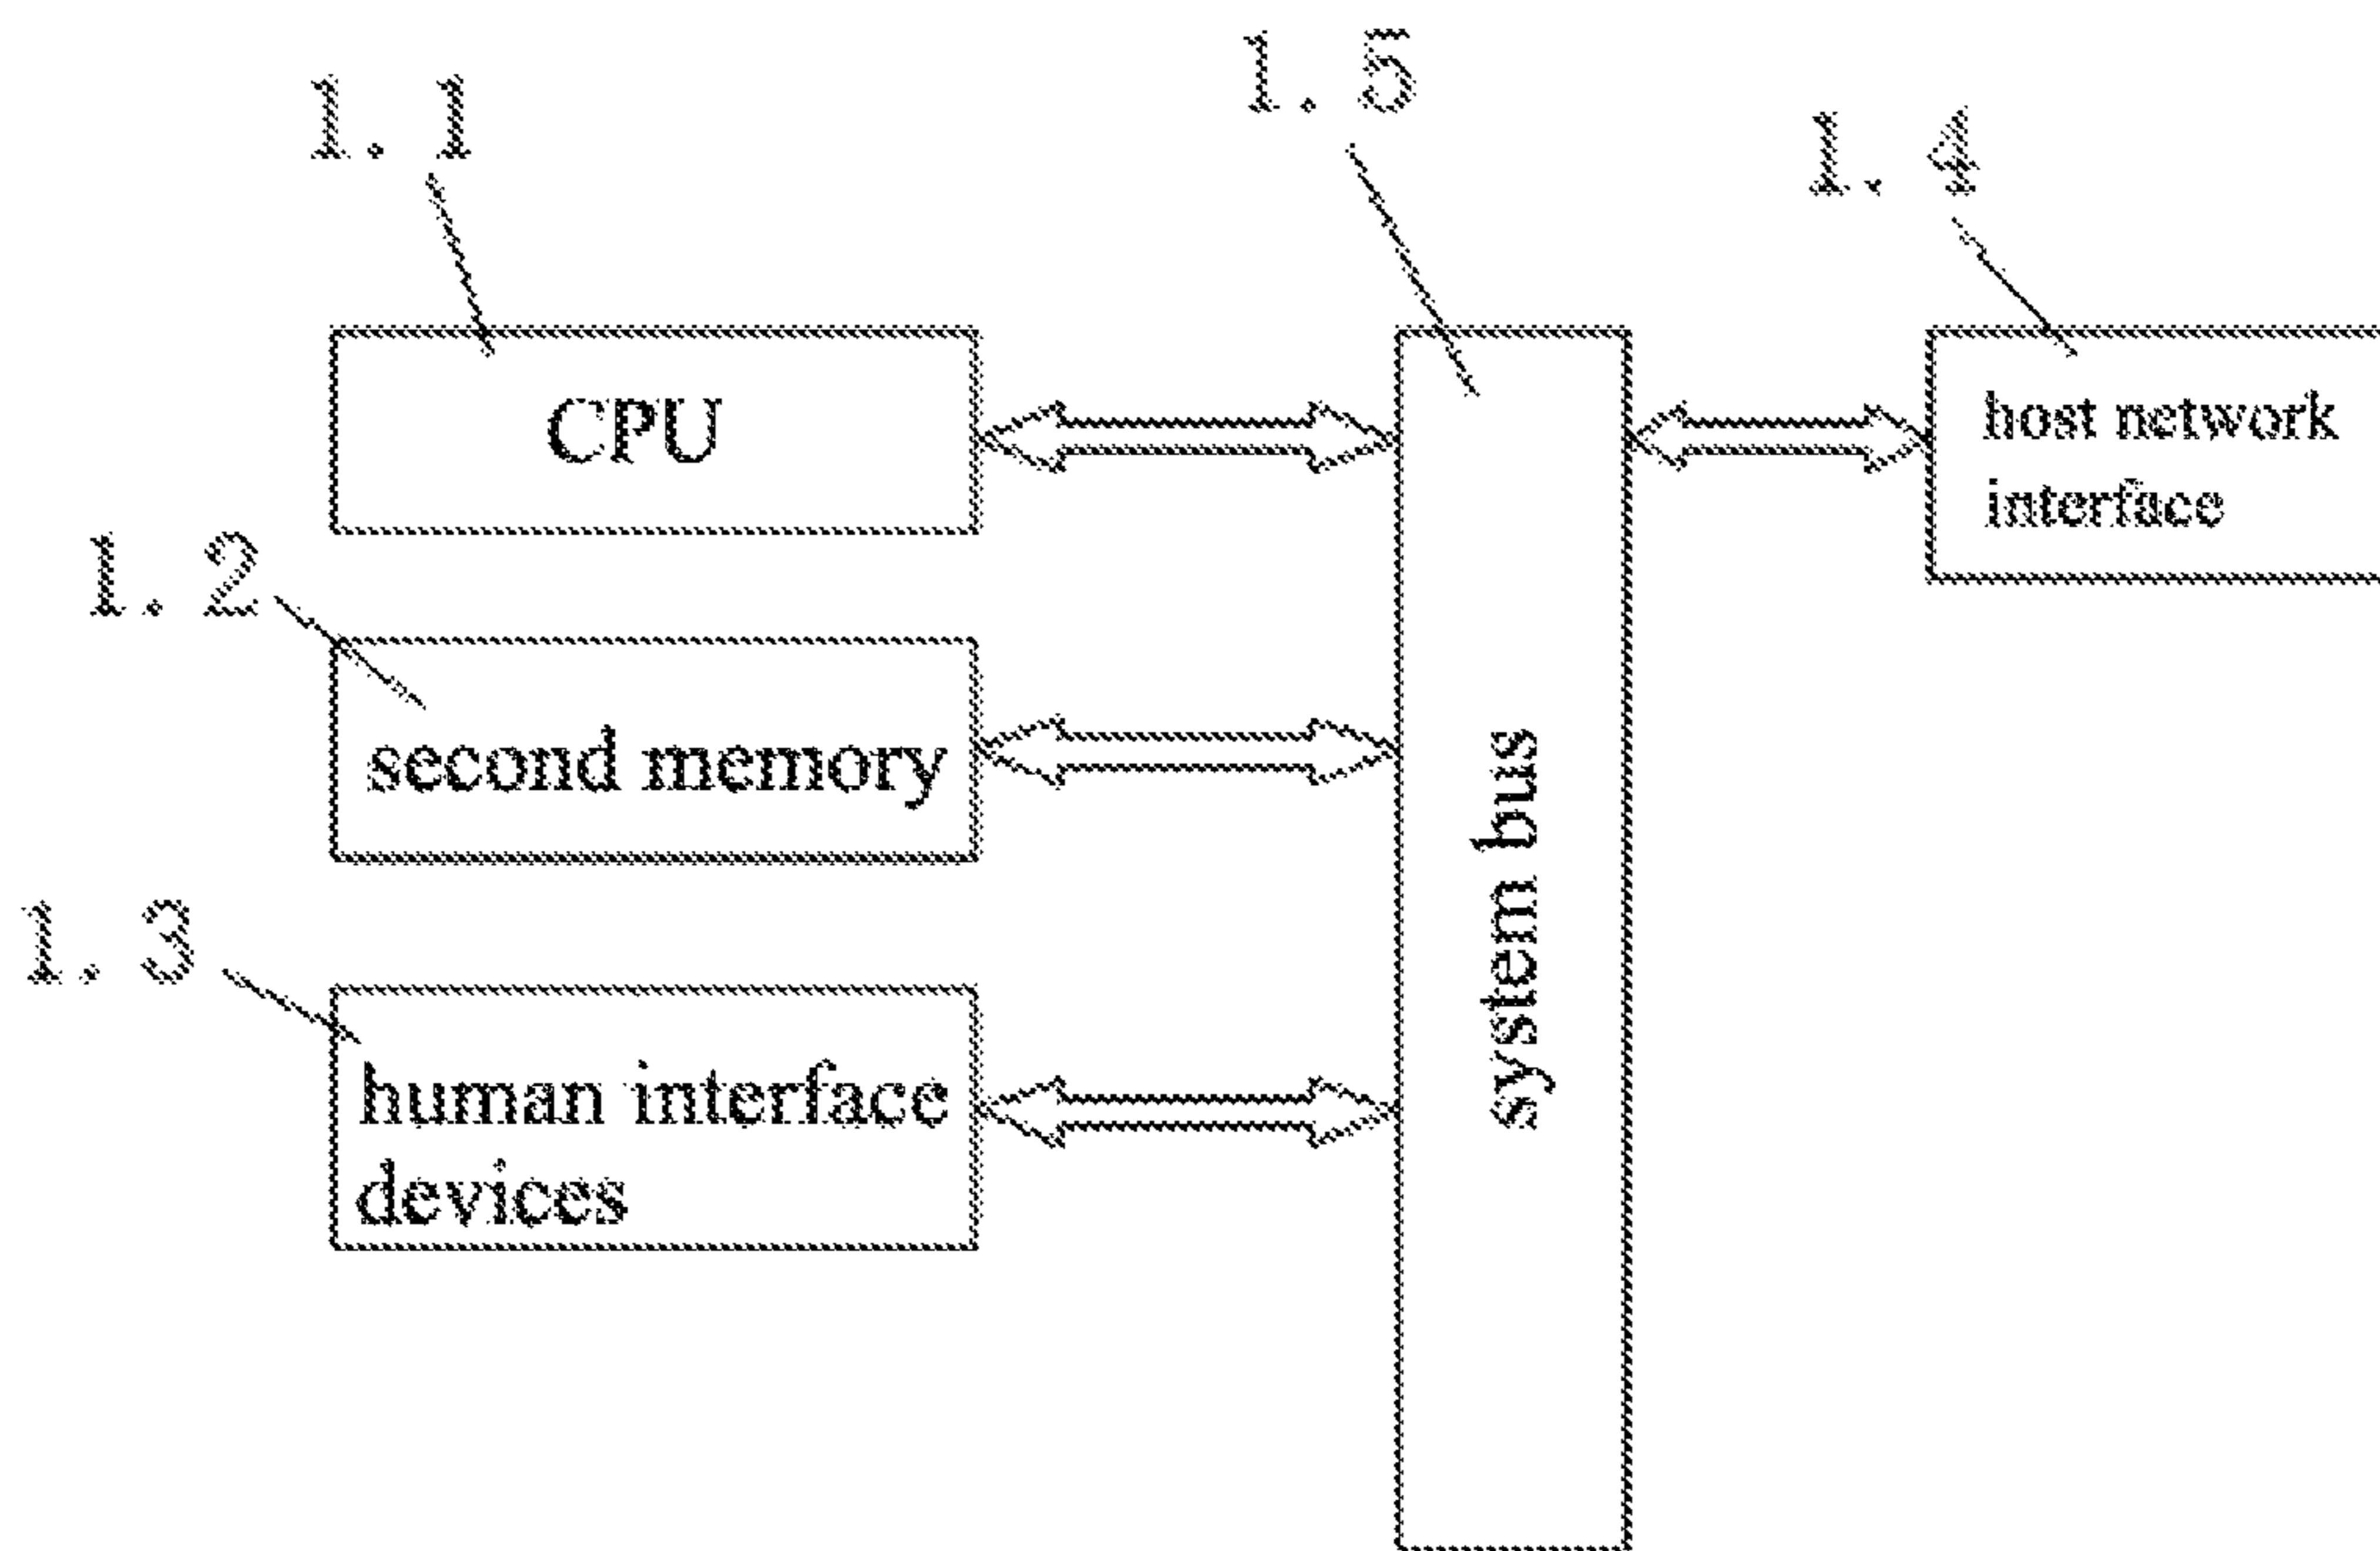 1.1
1.5
1.4
CPU
host network
interface
1.2
second memory
system bus
1.3
human interface
devices